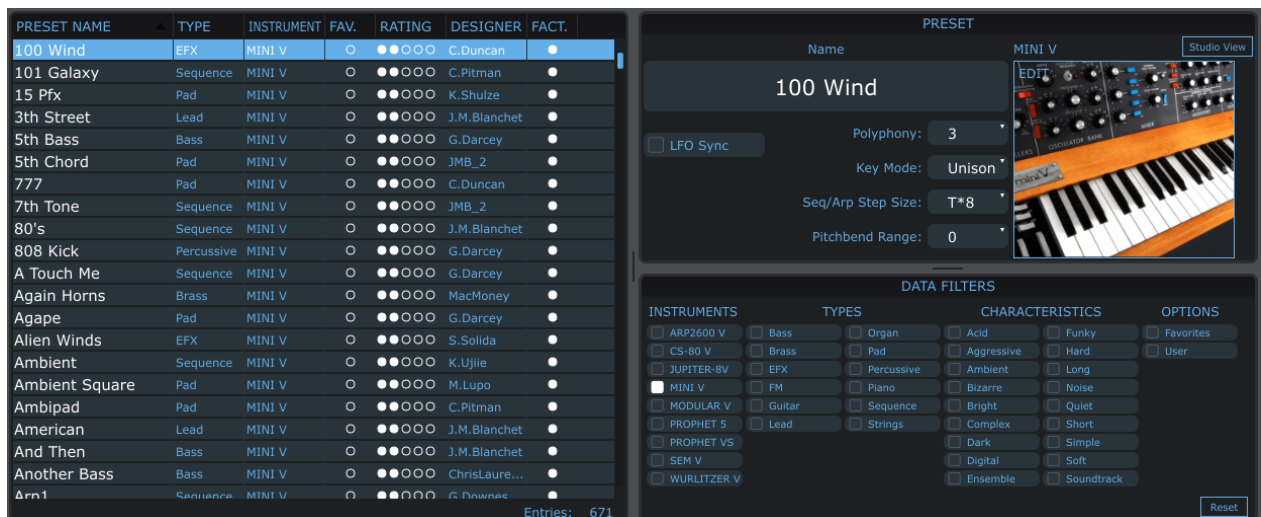 PRESET NAME TYPE INSTRUMENT FAV. RATING DESIGNER FACT.
100 Wind EFX MINI V C.Duncan
101 Galaxy Sequence MINI V C.Pitman
15 Pfx Pad MINI V K.Shulze
3th Street Lead MINI V J.M.Blanchet
5th Bass Bass MINI V G.Darcey
5th Chord Pad MINI V JMB_2
777 Pad MINI V C.Duncan
7th Tone Sequence MINI V JMB_2
80's Sequence MINI V J.M.Blanchet
808 Kick Percussive MINI V G.Darcey
A Touch Me Sequence MINI V G.Darcey
Again Horns Brass MINI V MacMoney
Agape Pad MINI V G.Darcey
Alien Winds EFX MINI V S.Solida
Ambient Sequence MINI V K.Ujiie
Ambient Square Pad MINI V M.Lupo
Ambipad Pad MINI V C.Pitman
American Lead MINI V J.M.Blanchet
And Then Bass MINI V J.M.Blanchet
Another Bass Bass MINI V ChrisLaure...
Arp1 Sequence MINI V G.Downes
Entries: 671
PRESET
Name MINI V Studio View
100 Wind
EDIT
LFO Sync
Polyphony: 3
Key Mode: Unison
Seq/Arp Step Size: T*8
Pitchbend Range: 0
OSCILLATOR BANK
MIXER
miniV
DATA FILTERS
INSTRUMENTS TYPES CHARACTERISTICS OPTIONS
ARP2600 V Bass Organ Acid Funky Favorites
CS-80 V Brass Pad Aggressive Hard User
JUPITER-8V EFX Percussive Ambient Long
MINI V FM Piano Bizarre Noise
MODULAR V Guitar Sequence Bright Quiet
PROPHET 5 Lead Strings Complex Short
PROPHET VS Dark Simple
SEM V Digital Soft
WURLITZER V Ensemble Soundtrack
Reset